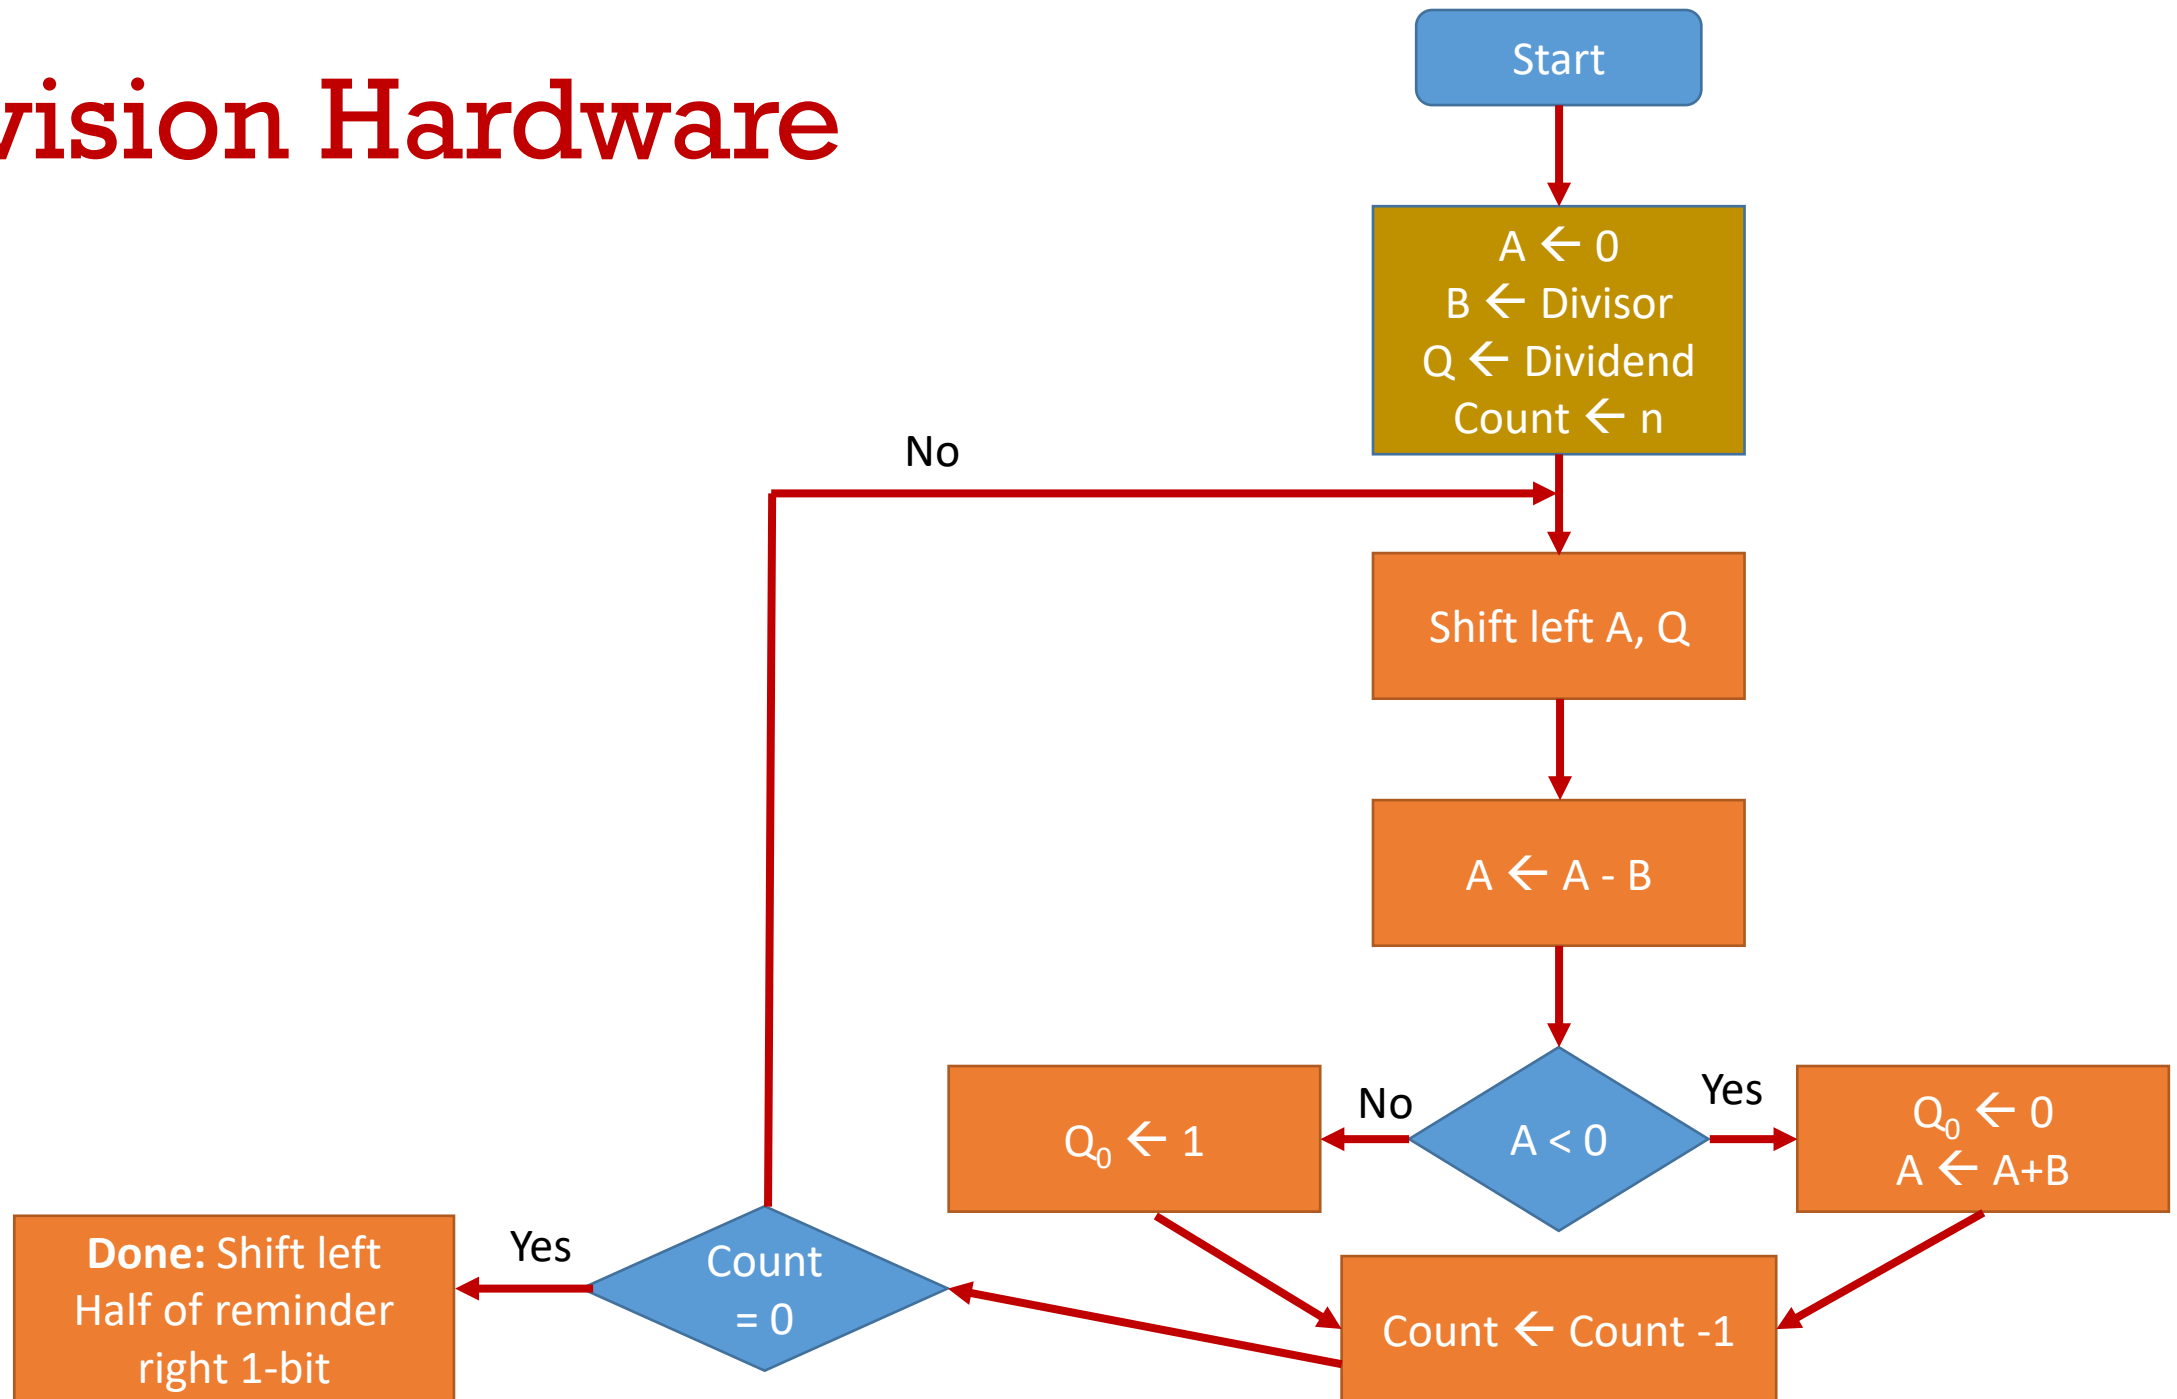 vision Hardware
Start
A ← 0
B ← Divisor
Q ← Dividend
Count ← n
No
Shift left A, Q
A ← A - B
A < 0
No
Yes
Q₀ ← 1
Q₀ ← 0
A ← A+B
Count ← Count -1
Count
= 0
Yes
Done: Shift left
Half of reminder
right 1-bit